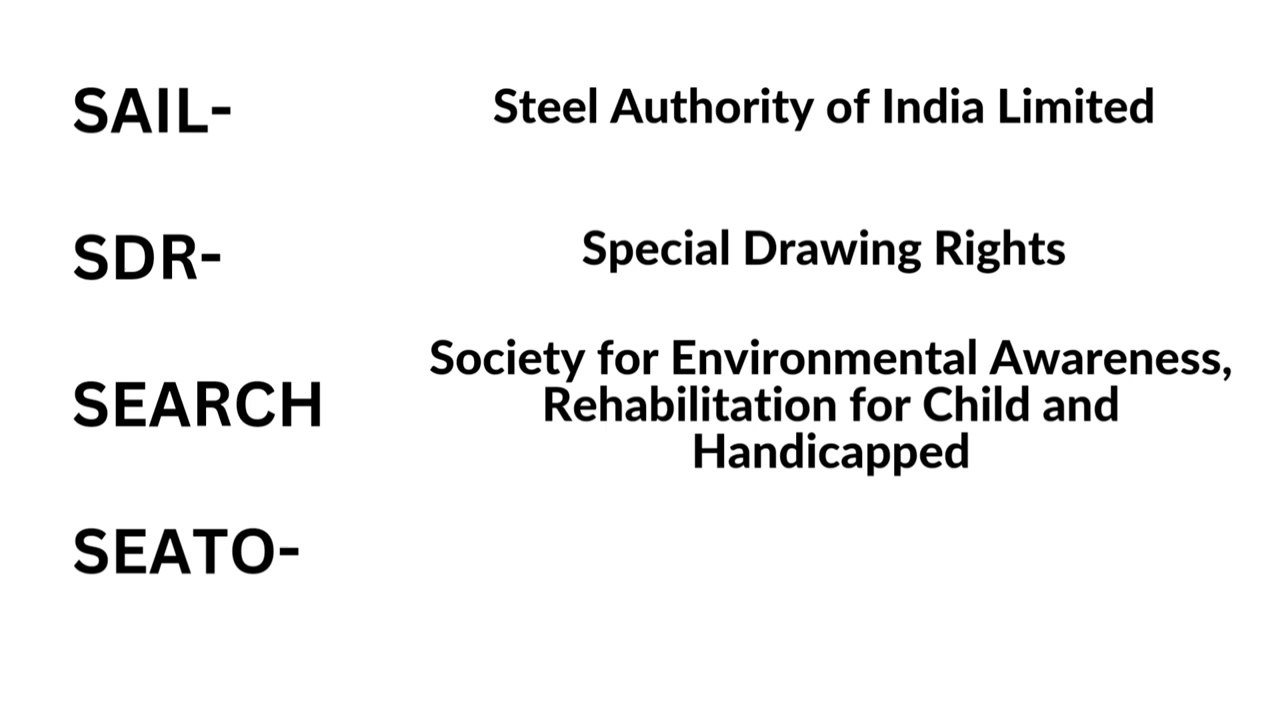 SAIL- Steel Authority of India Limited
SDR- Special Drawing Rights
Society for Environmental Awareness,
SEARCH Rehabilitation for Child and
Handicapped
SEATO-